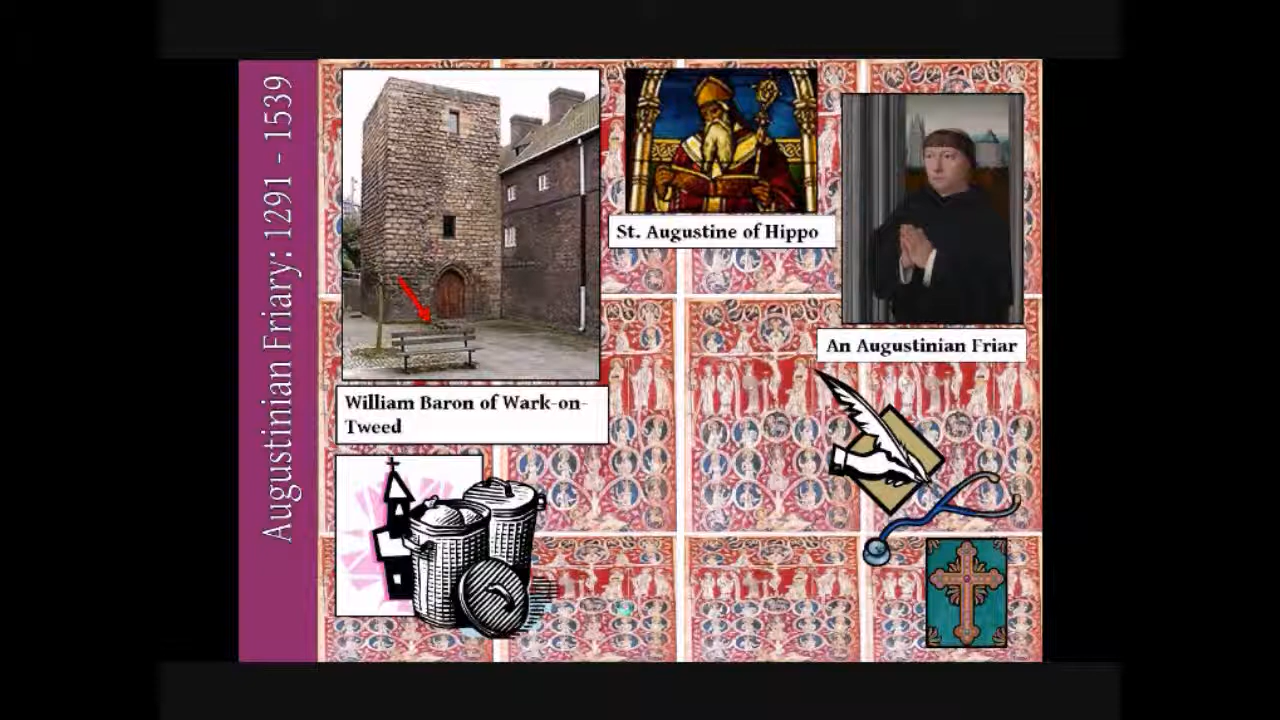 Augustinian Friary: 1291 - 1539
St. Augustine of Hippo
An Augustinian Friar
William Baron of Wark-on-
Tweed